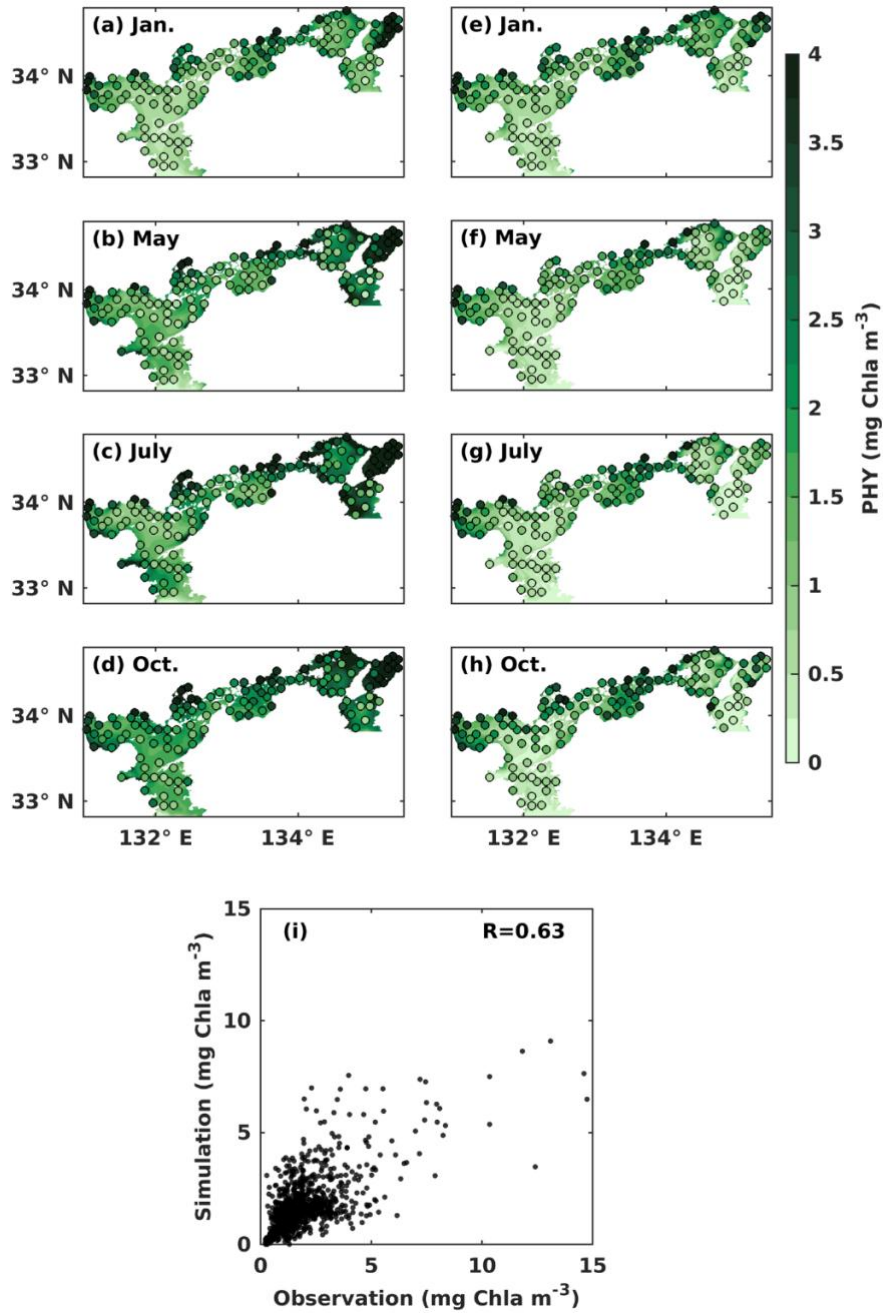 (a) Jan.
(e) Jan.
34° N
33° N
(b) May
(f) May
34° N
33° N
(c) July
(g) July
34° N
33° N
(d) Oct.
(h) Oct.
34° N
33° N
132° E
134° E
132° E
134° E
4
3.5
3
2.5
2
1.5
1
0.5
0
PHY (mg Chla m-3)
(i)
R=0.63
15
10
5
0
Simulation (mg Chla m-3)
0
5
10
15
Observation (mg Chla m-3)